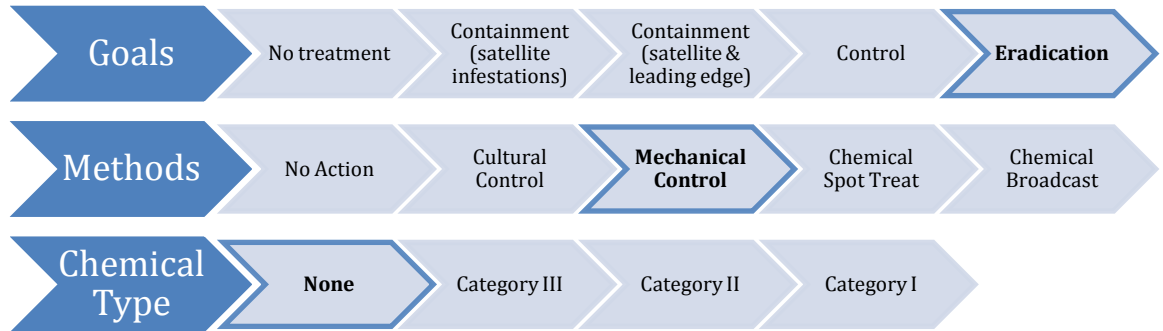 Goals
No treatment
Containment
(satellite
infestations)
Containment
(satellite &
leading edge)
Control
Eradication
Methods
No Action
Cultural
Control
Mechanical
Control
Chemical
Spot Treat
Chemical
Broadcast
Chemical
Type
None
Category III
Category II
Category I